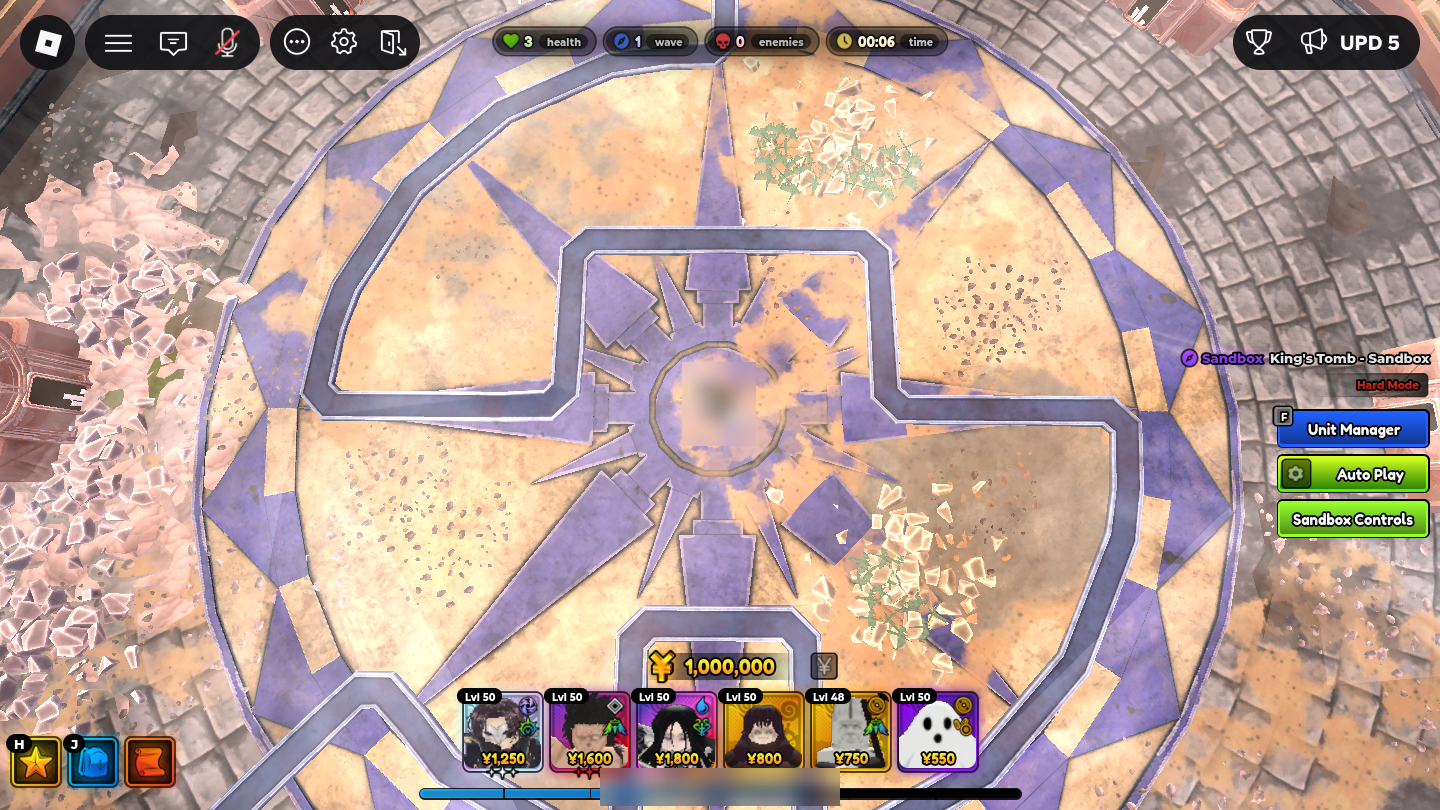 3 health
1 wave
0 enemies
00:06 time
UPD 5
Sandbox King's Tomb - Sandbox
Hard Mode
F
Unit Manager
Auto Play
Sandbox Controls
¥ 1,000,000
¥
Lvl 50
Lvl 50
Lvl 50
Lvl 50
Lvl 48
Lvl 50
¥1,250
¥1,600
¥1,800
¥800
¥750
¥550
H
J